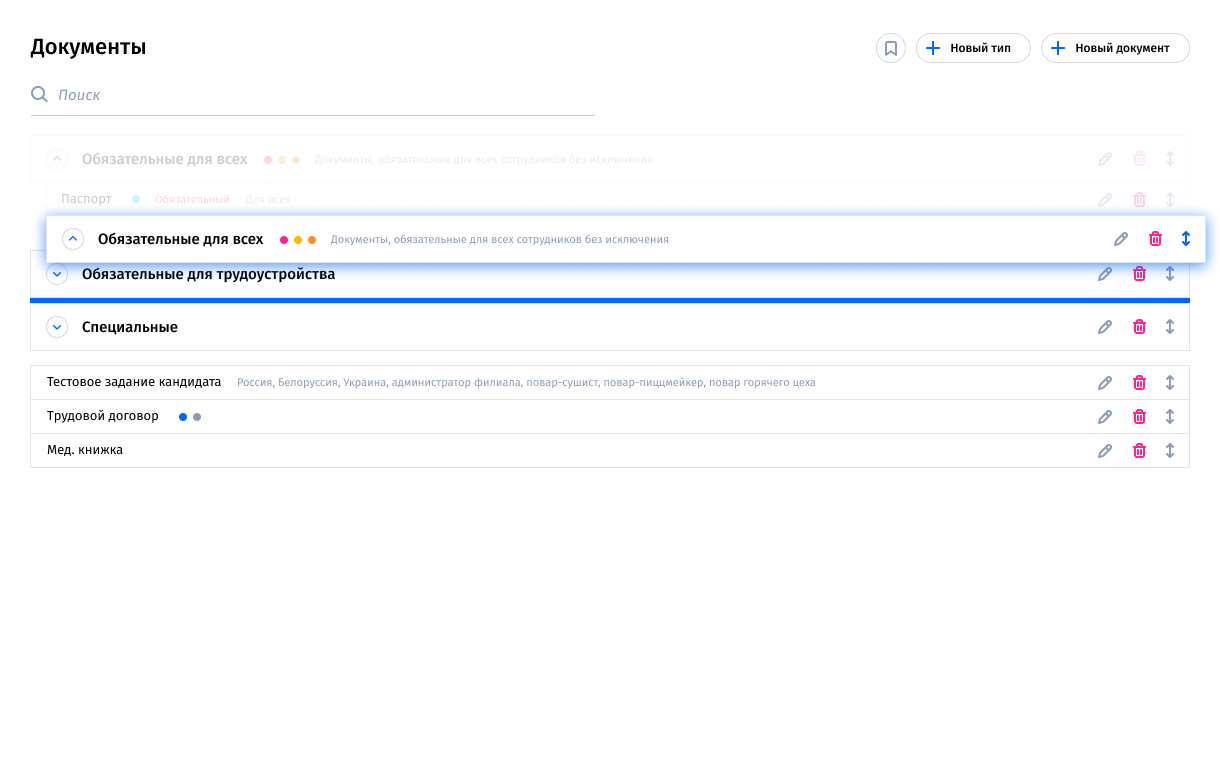 Документы
Новый тип
Новый документ
Поиск
Обязательные для всех Документы, обязательные для всех сотрудников без исключения
Паспорт Обязательный Для всех
Обязательные для всех Документы, обязательные для всех сотрудников без исключения
Обязательные для трудоустройства
Специальные
Тестовое задание кандидата Россия, Белоруссия, Украина, администратор филиала, повар-сушист, повар-пиццмейкер, повар горячего цеха
Трудовой договор
Мед. книжка